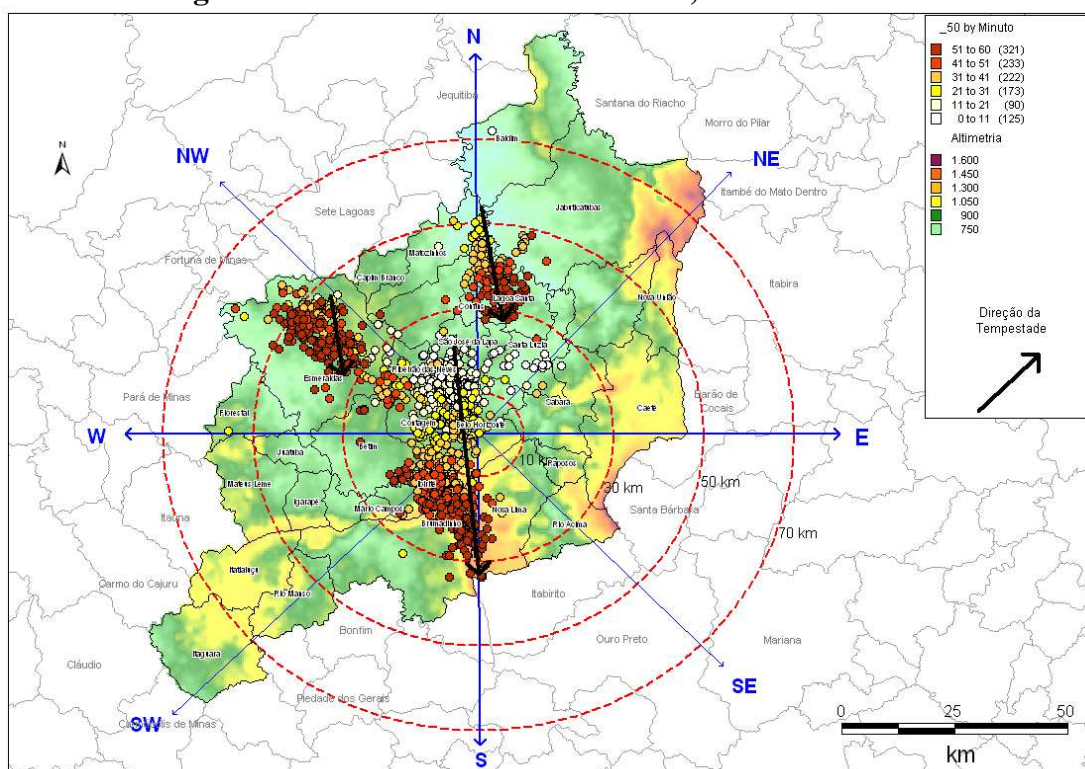 _50 by Minuto
51 to 60 (321)
41 to 51 (233)
31 to 41 (222)
21 to 31 (173)
11 to 21 (90)
0 to 11 (125)
Altimetria
1.600
1.450
1.300
1.050
900
750
Direção da
Tempestade
N
Jequitibá
Santana do Riacho
Morro do Pilar
Baldim
N
NW
NE
Itambé do Mato Dentro
Sete Lagoas
Jaboticatubas
Matozinhos
Fortuna de Minas
Capim Branco
Itabira
Nova União
Lagoa Santa
Confins
São José da Lapa
Santa Luzia
Ribeirão das Neves
Esmeraldas
Pará de Minas
Barão de
Cocais
Sabará
Caeté
Florestal
Contagem
Belo Horizonte
W
E
Betim
Juatuba
10 km
Raposos
Mateus Leme
Ibirité
30 km
50 km
Igarapé
Mário Campos
Nova Lima
Santa Bárbara
Itaúna
Brumadinho
Rio Acima
70 km
Itatiaiuçu
Carmo do Cajuru
Rio Manso
Itabirito
Bonfim
Ouro Preto
Mariana
Itaguara
Cláudio
SE
Piedade dos Gerais
SW
S
0 25 50
km